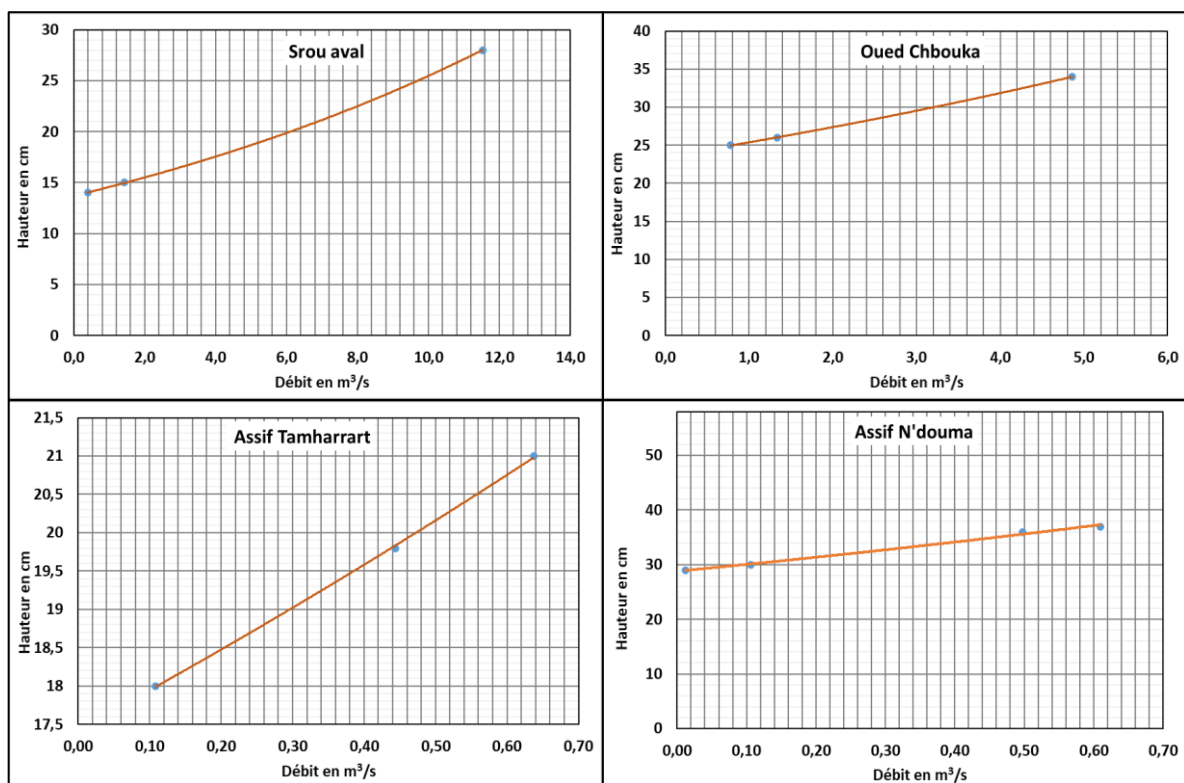 Srou aval
Hauteur en cm
30
25
20
15
10
5
0
0,0 2,0 4,0 6,0 8,0 10,0 12,0 14,0
Débit en m³/s
Oued Chbouka
Hauteur en cm
40
35
30
25
20
15
10
5
0
0,0 1,0 2,0 3,0 4,0 5,0 6,0
Débit en m³/s
Assif Tamharrart
Hauteur en cm
21,5
21
20,5
20
19,5
19
18,5
18
17,5
0,00 0,10 0,20 0,30 0,40 0,50 0,60 0,70
Débit en m³/s
Assif N'douma
Hauteur en cm
50
40
30
20
10
0
0,00 0,10 0,20 0,30 0,40 0,50 0,60 0,70
Débit en m³/s